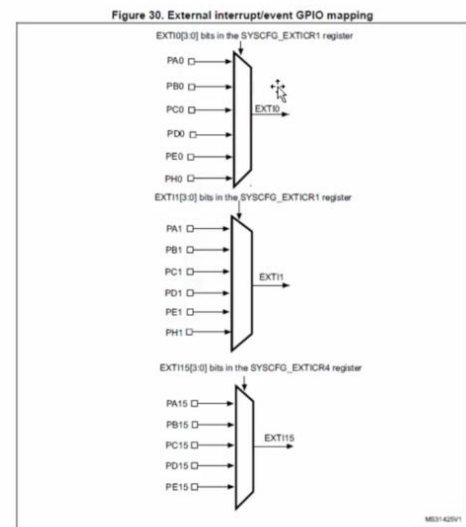 Figure 30. External interrupt/event GPIO mapping
EXTI0[3:0] bits in the SYSCFG_EXTICR1 register
PA0
PB0
PC0
EXTI0
PD0
PE0
PH0
EXTI1[3:0] bits in the SYSCFG_EXTICR1 register
PA1
PB1
PC1
EXTI1
PD1
PE1
PH1
EXTI15[3:0] bits in the SYSCFG_EXTICR4 register
PA15
PB15
PC15
EXTI15
PD15
PE15
MS31425V1